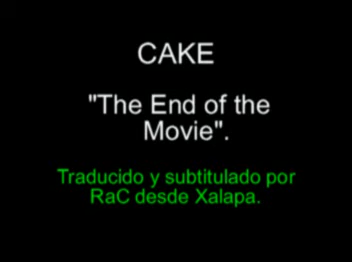 CAKE
"The End of the
Movie".
Traducido y subtitulado por
RaC desde Xalapa.